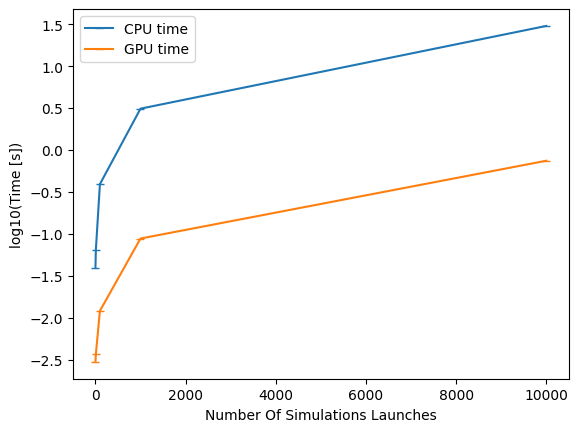 CPU time
GPU time
1.5
1.0
0.5
0.0
−0.5
−1.0
−1.5
−2.0
−2.5
log10(Time [s])
0 2000 4000 6000 8000 10000
Number Of Simulations Launches